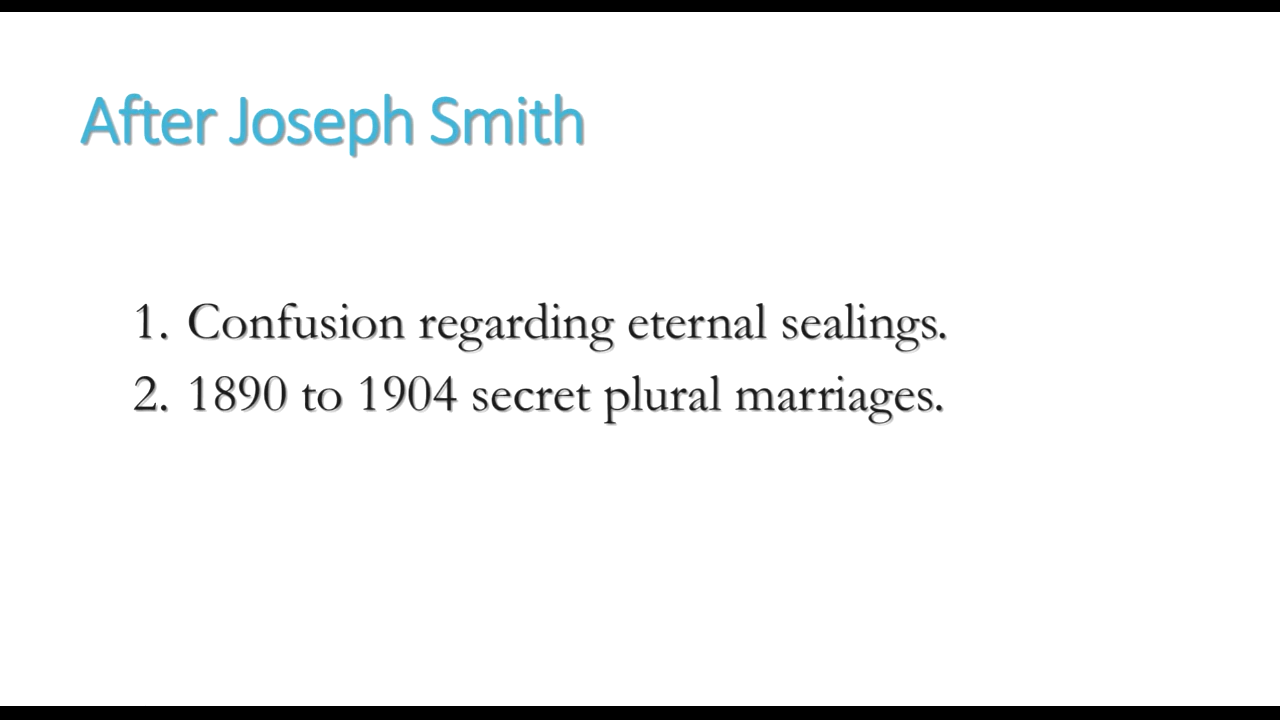 After Joseph Smith
1. Confusion regarding eternal sealings.
2. 1890 to 1904 secret plural marriages.